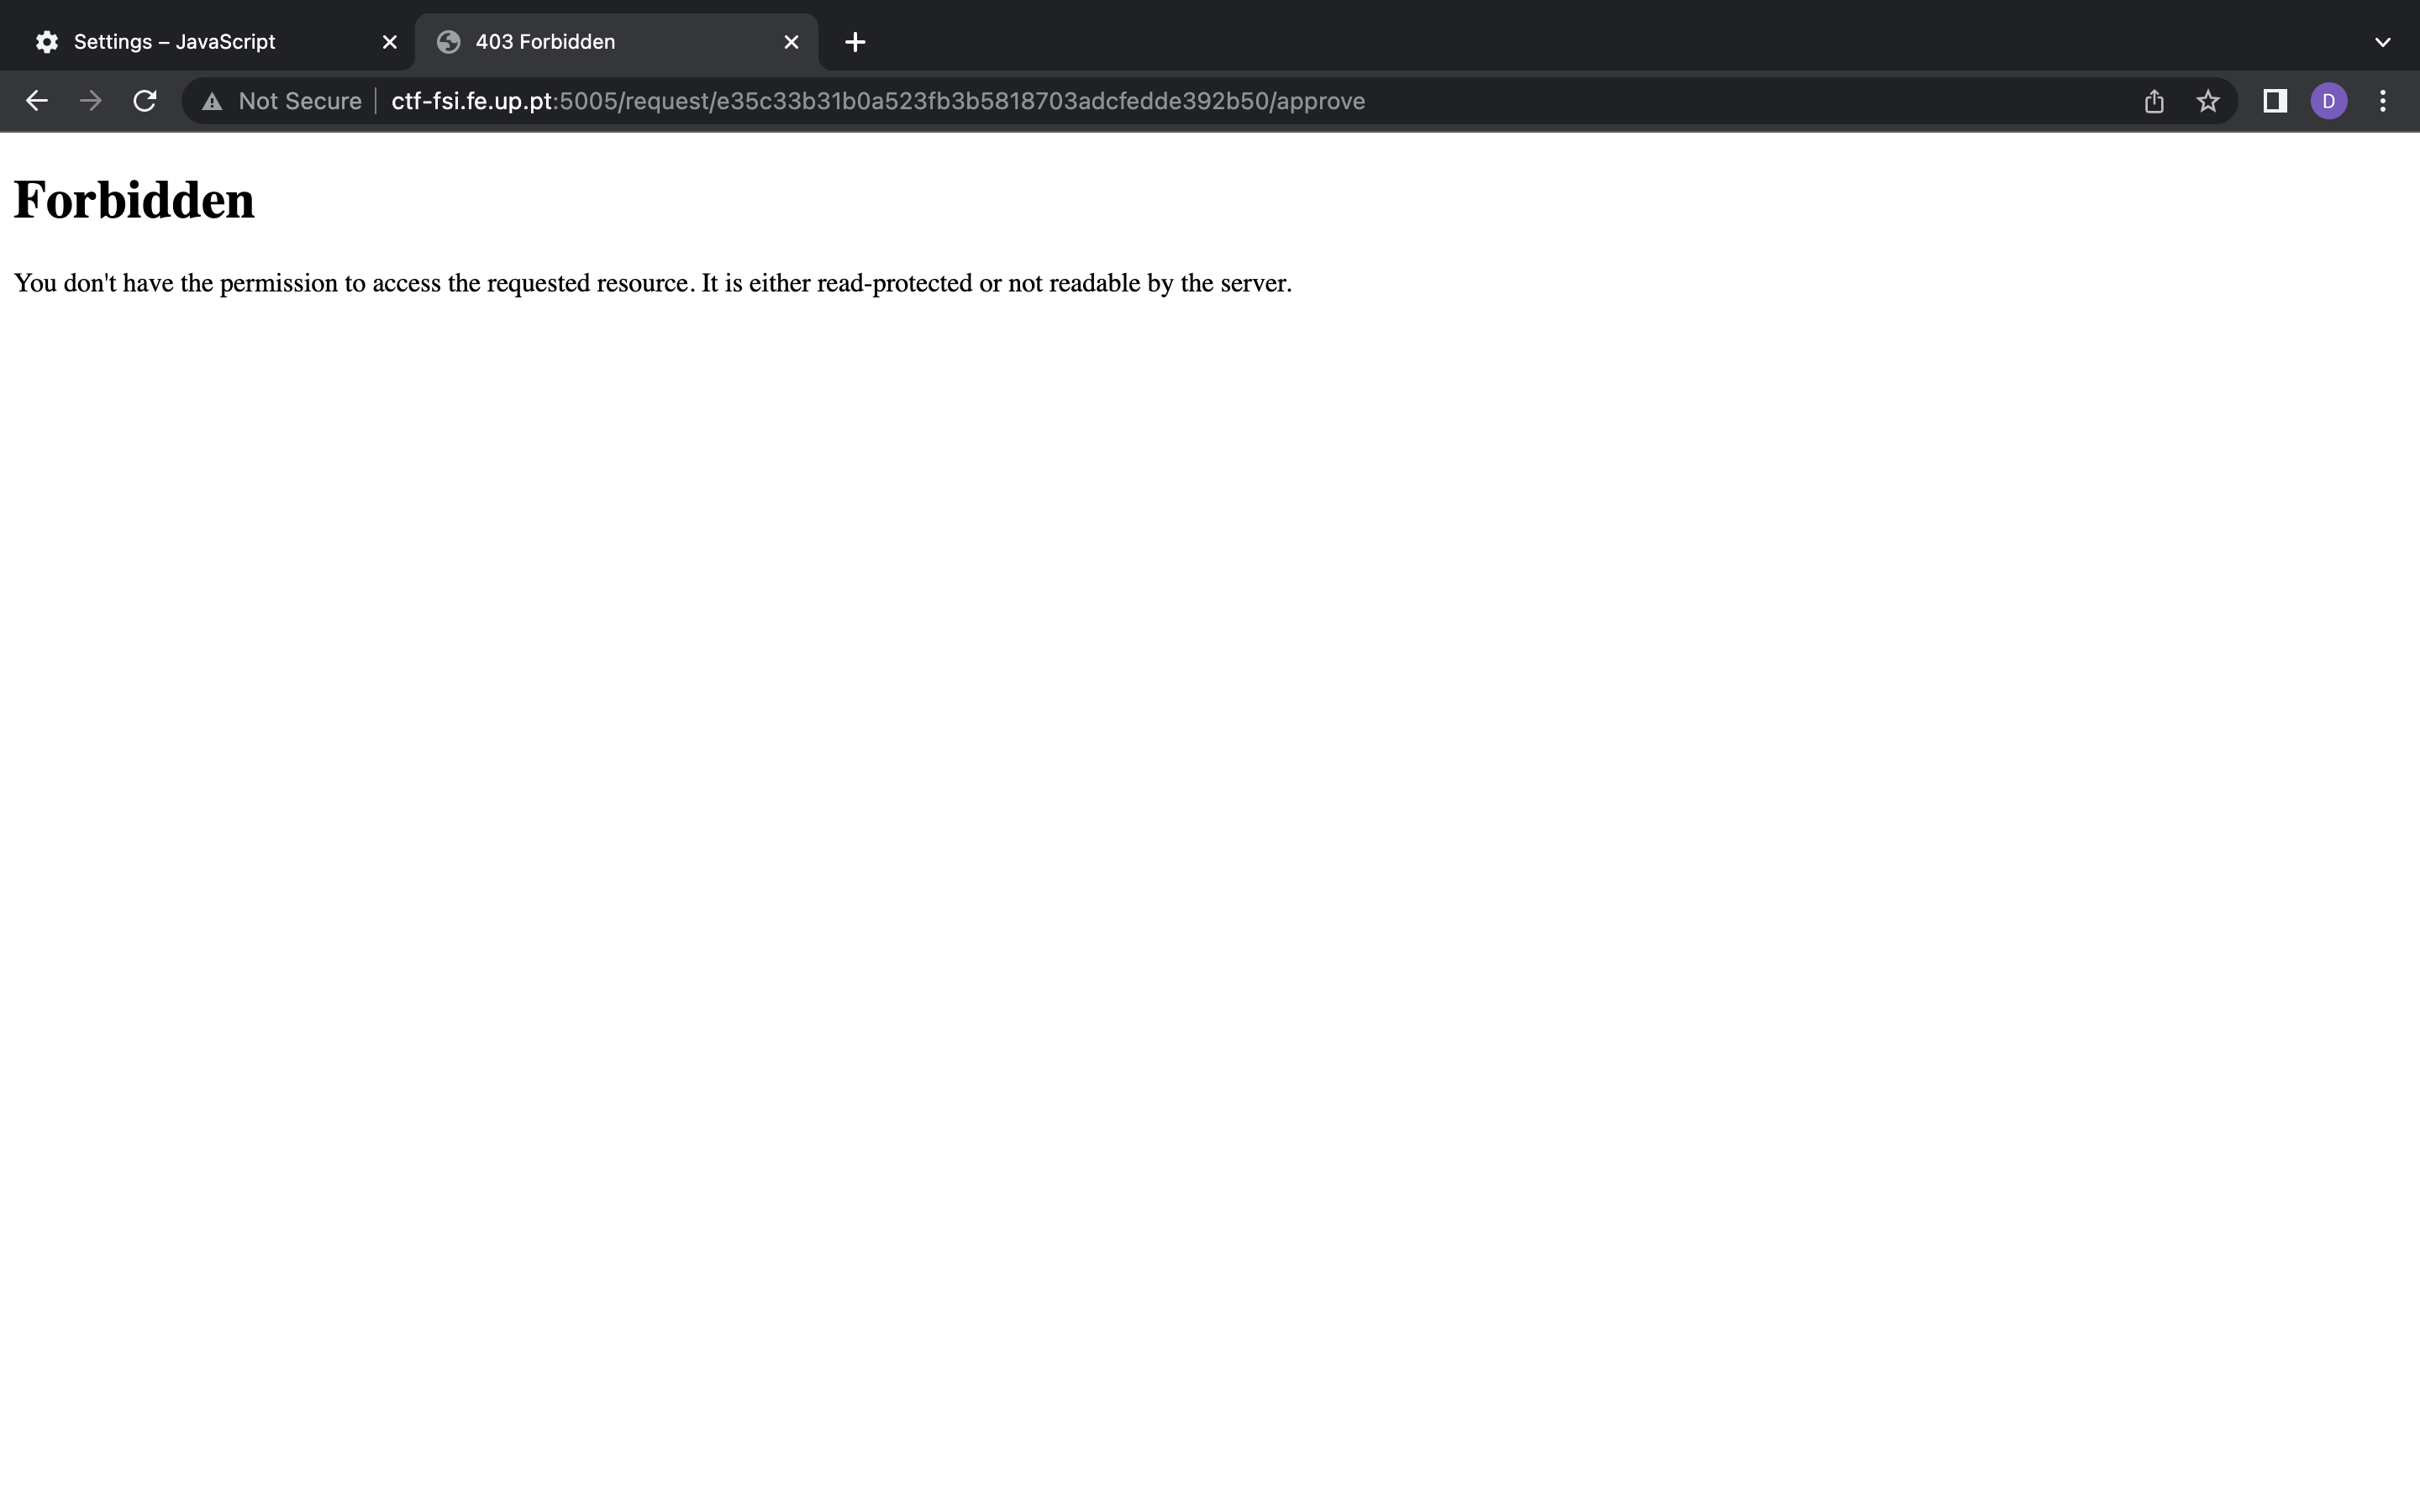 Settings – JavaScript
403 Forbidden
Not Secure
ctf-fsi.fe.up.pt:5005/request/e35c33b31b0a523fb3b5818703adcfedde392b50/approve
D
Forbidden
You don't have the permission to access the requested resource. It is either read-protected or not readable by the server.